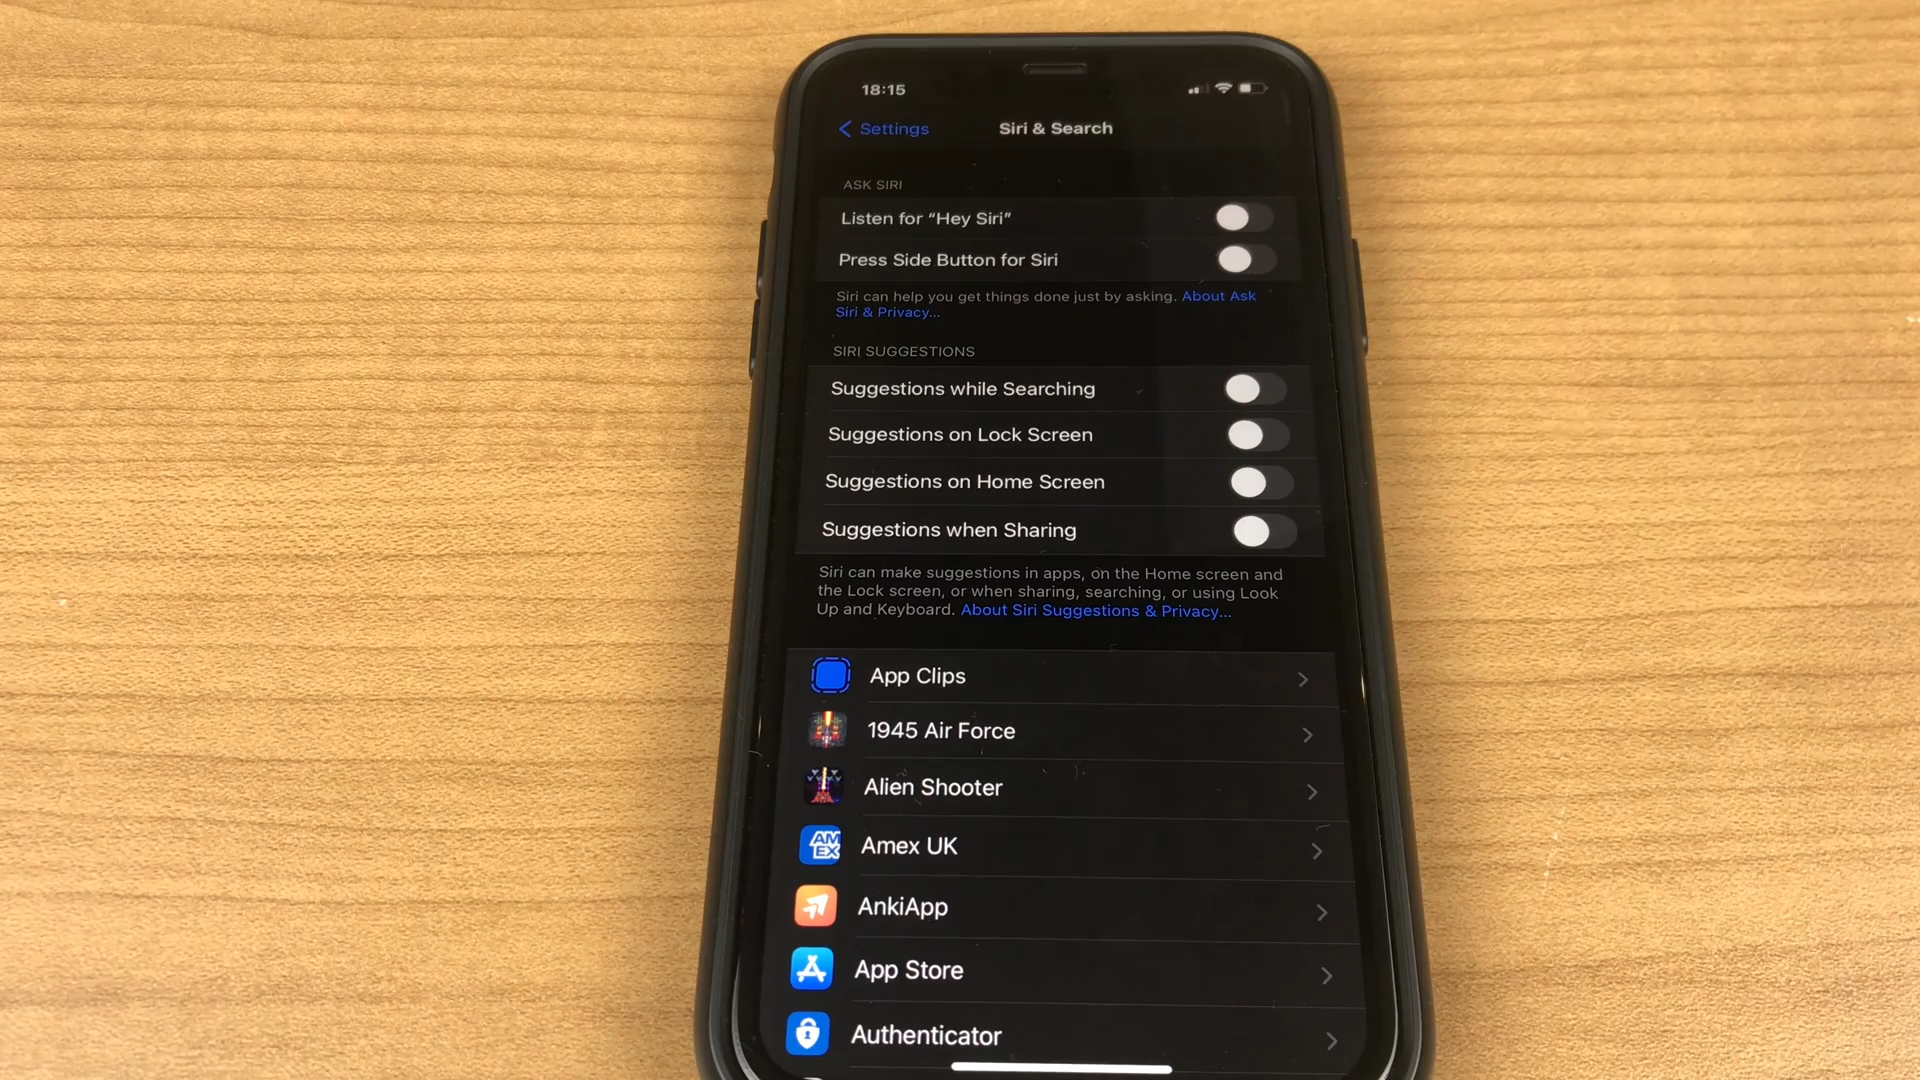 18:15
Settings
Siri & Search
ASK SIRI
Listen for “Hey Siri”
Press Side Button for Siri
Siri can help you get things done just by asking. About Ask
Siri & Privacy...
SIRI SUGGESTIONS
Suggestions while Searching
Suggestions on Lock Screen
Suggestions on Home Screen
Suggestions when Sharing
Siri can make suggestions in apps, on the Home screen and
the Lock screen, or when sharing, searching, or using Look
Up and Keyboard. About Siri Suggestions & Privacy...
App Clips
1945 Air Force
Alien Shooter
AM
EX
Amex UK
AnkiApp
App Store
Authenticator